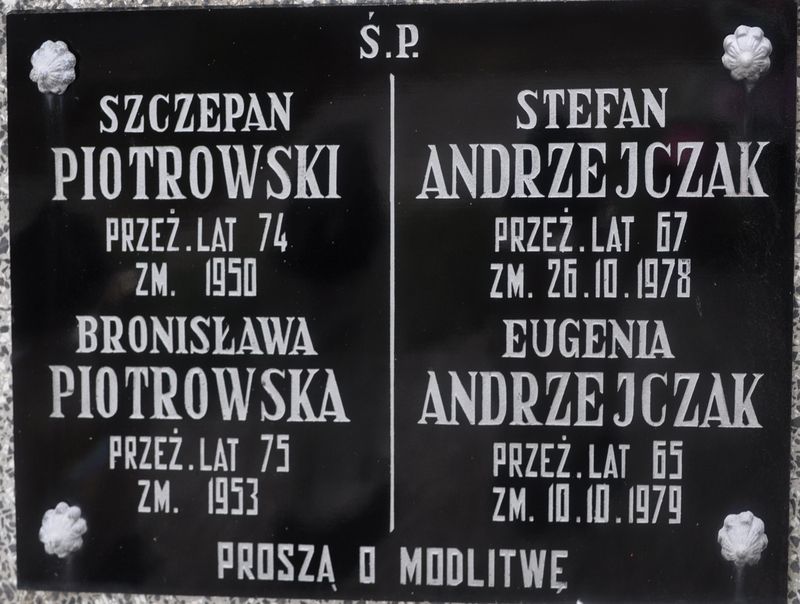 Ś.P.
SZCZEPAN
PIOTROWSKI
PRZEŻ. LAT 74
ZM. 1950
BRONISŁAWA
PIOTROWSKA
PRZEŻ. LAT 75
ZM. 1953
STEFAN
ANDRZEJCZAK
PRZEŻ. LAT 67
ZM. 26.10.1978
EUGENIA
ANDRZEJCZAK
PRZEŻ. LAT 65
ZM. 10.10.1979
PROSZĄ O MODLITWĘ